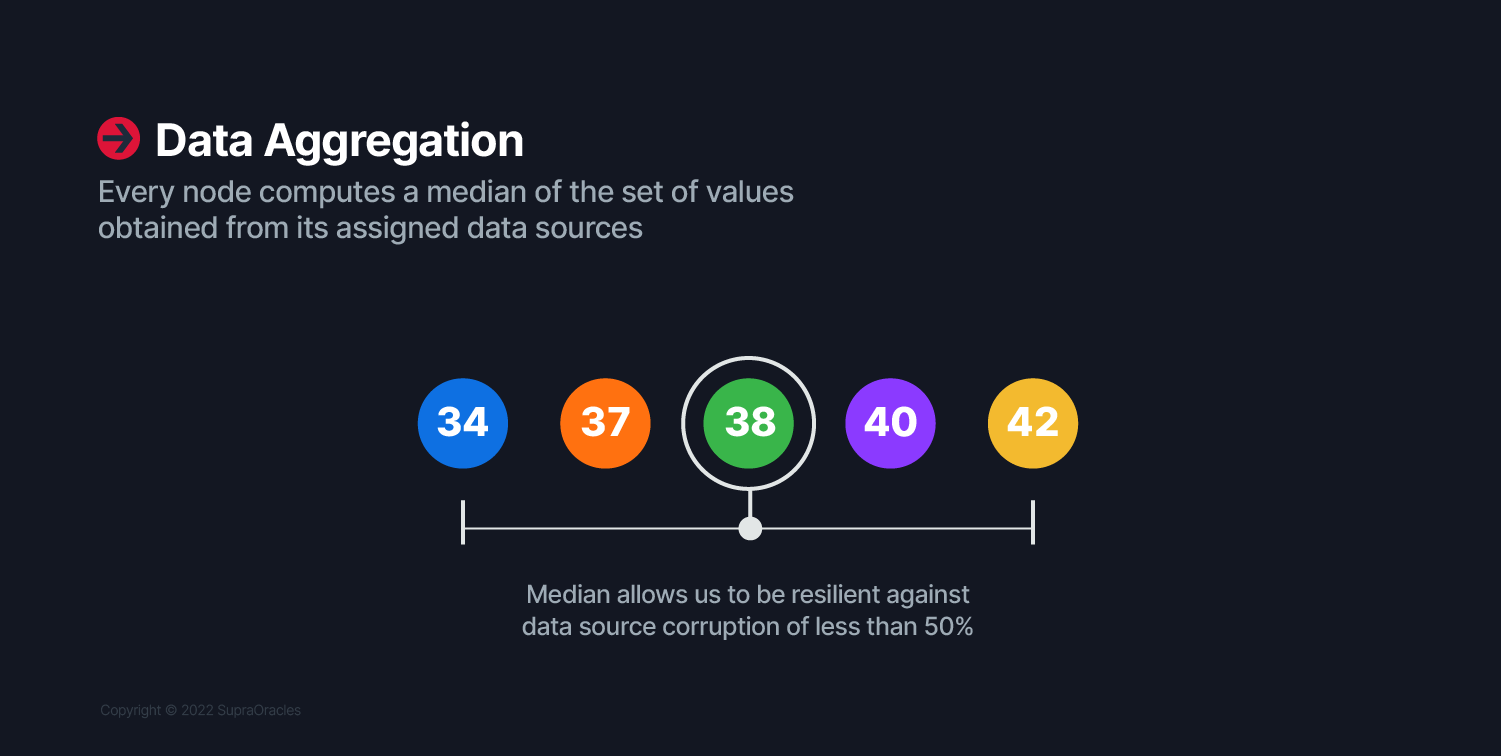 Data Aggregation
Every node computes a median of the set of values
obtained from its assigned data sources
34 37 38 40 42
Median allows us to be resilient against
data source corruption of less than 50%
Copyright © 2022 SupraOracles